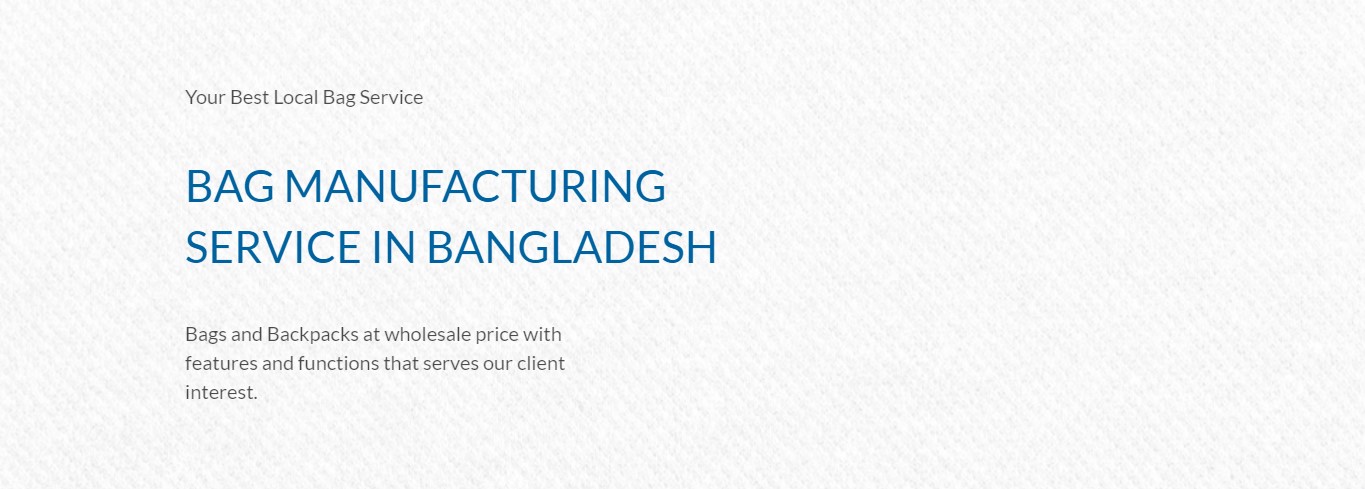 Your Best Local Bag Service
BAG MANUFACTURING
SERVICE IN BANGLADESH
Bags and Backpacks at wholesale price with
features and functions that serves our client
interest.